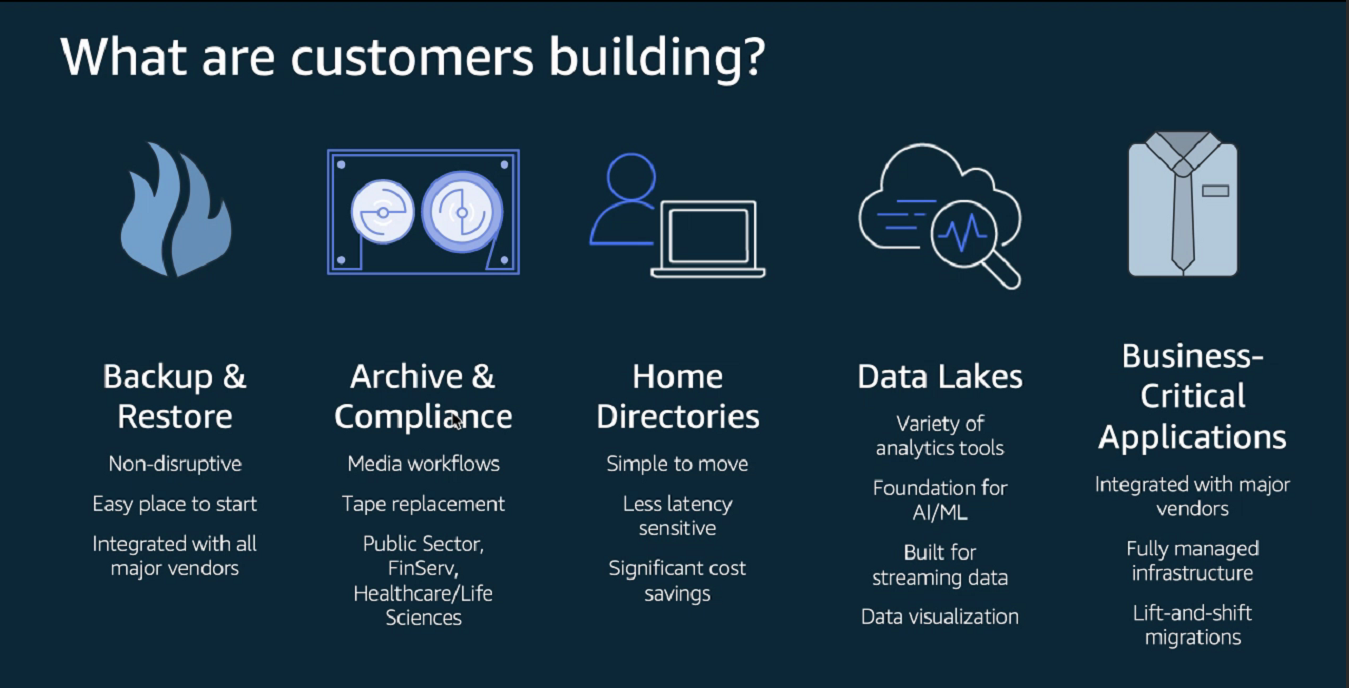 What are customers building?
Backup &
Restore
Non-disruptive
Easy place to start
Integrated with all
major vendors
Archive &
Compliance
Media workflows
Tape replacement
Public Sector,
FinServ,
Healthcare/Life
Sciences
Home
Directories
Simple to move
Less latency
sensitive
Significant cost
savings
Data Lakes
Variety of
analytics tools
Foundation for
AI/ML
Built for
streaming data
Data visualization
Business-
Critical
Applications
Integrated with major
vendors
Fully managed
infrastructure
Lift-and-shift
migrations